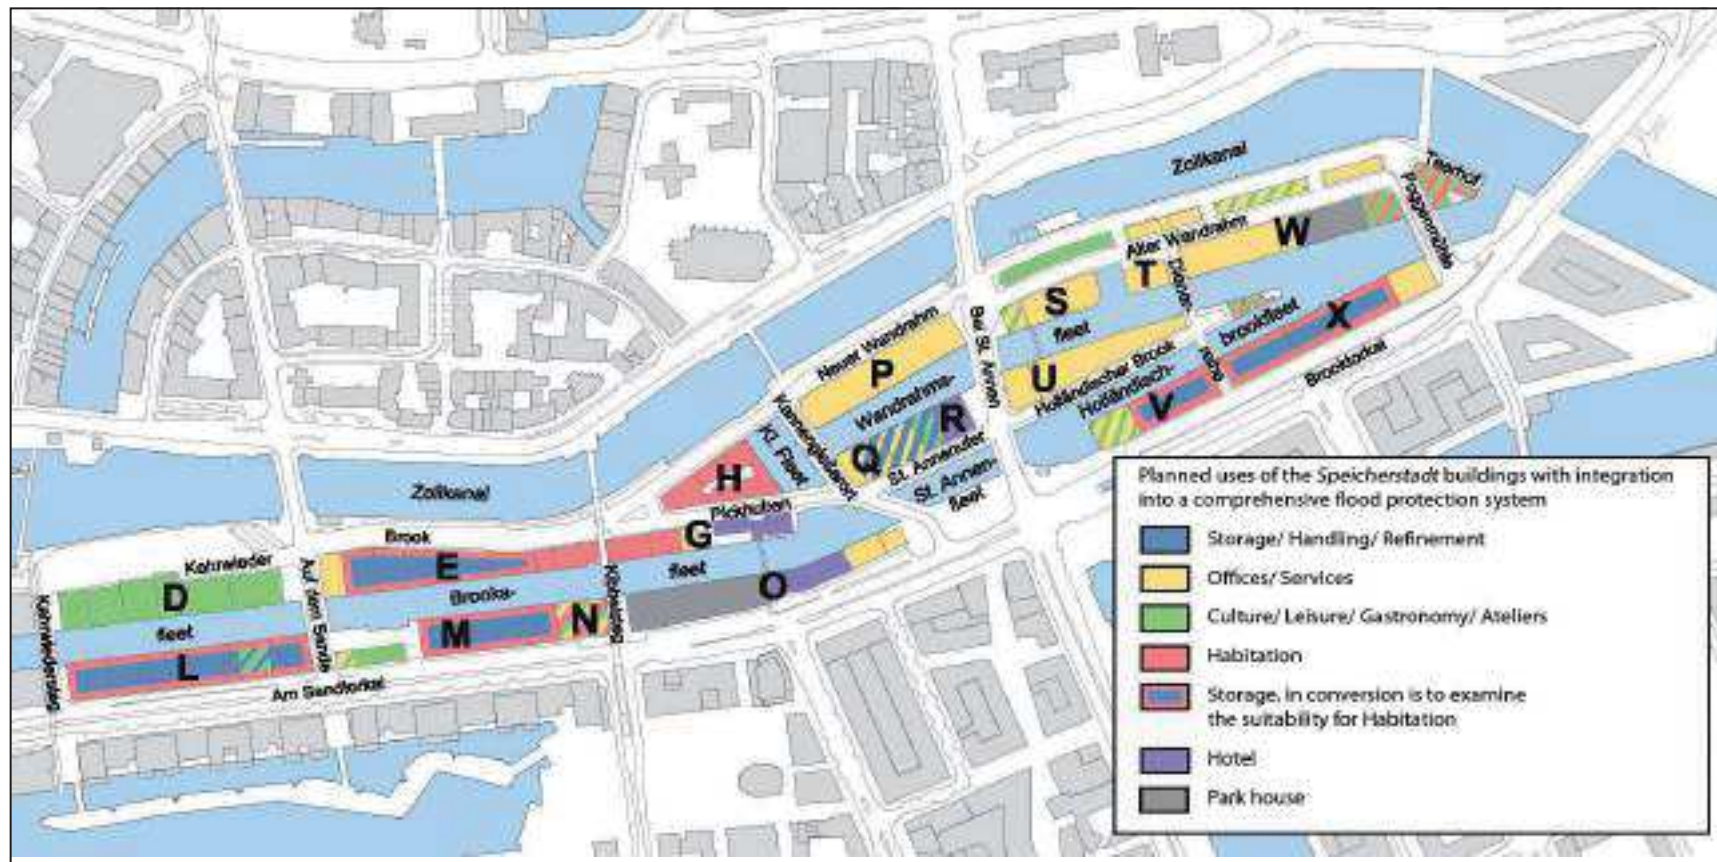 Zollkanal
Teerhof
Poggenmühle
Alter Wandrahm
W
T
Dienerreihe
S
X
Bei St. Annen
fleet
brookfleet
Neuer Wandrahm
P
U
Holländischer Brook
Holländisch-
Brooktorkai
V
Wandrahms-
R
Kannengießerort
Kl. Fleet
Q
St. Annenufer
St. Annen-
fleet
H
Zollkanal
Pickhuben
G
Brook
Kehrwieder
E
fleet
O
Auf dem Sande
D
Brooks-
Kibbelsteg
Kehrwiedersteg
fleet
M
N
L
Am Sandtorkai
Planned uses of the Speicherstadt buildings with integration
into a comprehensive flood protection system
Storage/ Handling/ Refinement
Offices/ Services
Culture/ Leisure/ Gastronomy/ Ateliers
Habitation
Storage, in conversion is to examine
the suitability for Habitation
Hotel
Park house